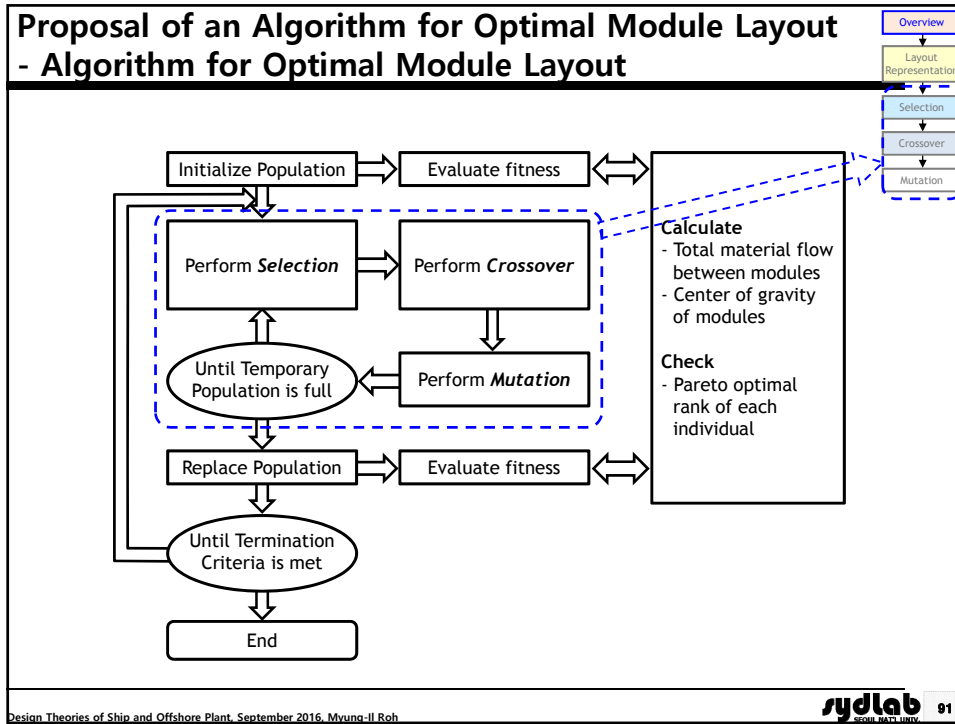 Proposal of an Algorithm for Optimal Module Layout
- Algorithm for Optimal Module Layout
Overview
Layout
Representation
Selection
Crossover
Mutation
Initialize Population
Evaluate fitness
Perform Selection
Perform Crossover
Until Temporary
Population is full
Perform Mutation
Replace Population
Evaluate fitness
Until Termination
Criteria is met
End
Calculate
- Total material flow
between modules
- Center of gravity
of modules
Check
- Pareto optimal
rank of each
individual
Design Theories of Ship and Offshore Plant, September 2016, Myung-Il Roh
sydlab
SEOUL NAT'L UNIV.
91